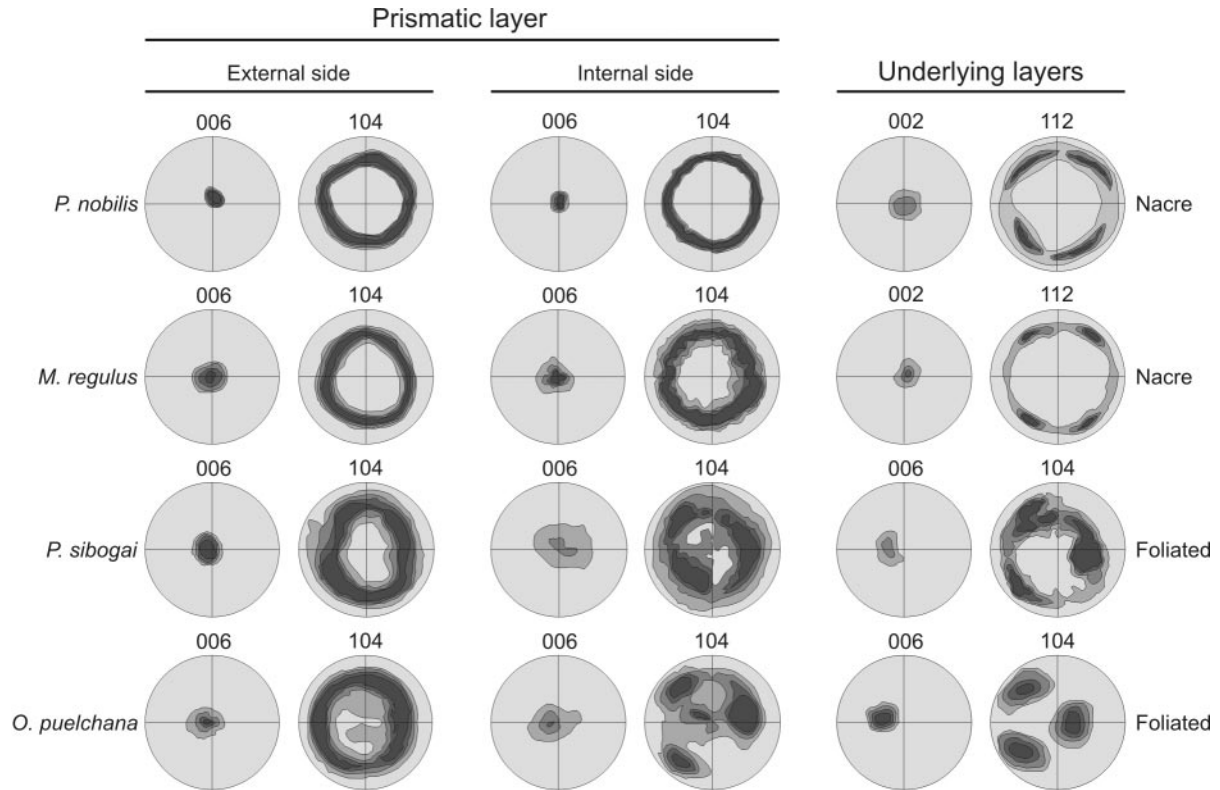 Prismatic layer
External side Internal side Underlying layers
006 104 006 104 002 112
P. nobilis Nacre
006 104 006 104 002 112
M. regulus Nacre
006 104 006 104 006 104
P. sibogai Foliated
006 104 006 104 006 104
O. puelchana Foliated